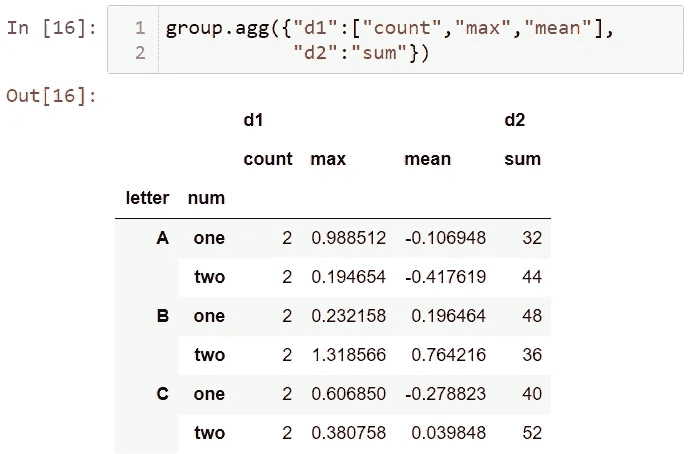 In [16]: 1 group.agg({"d1":["count","max","mean"],
2 "d2":"sum"})
Out[16]:
d1 d2
count max mean sum
letter num
A one 2 0.988512 -0.106948 32
two 2 0.194654 -0.417619 44
B one 2 0.232158 0.196464 48
two 2 1.318566 0.764216 36
C one 2 0.606850 -0.278823 40
two 2 0.380758 0.039848 52